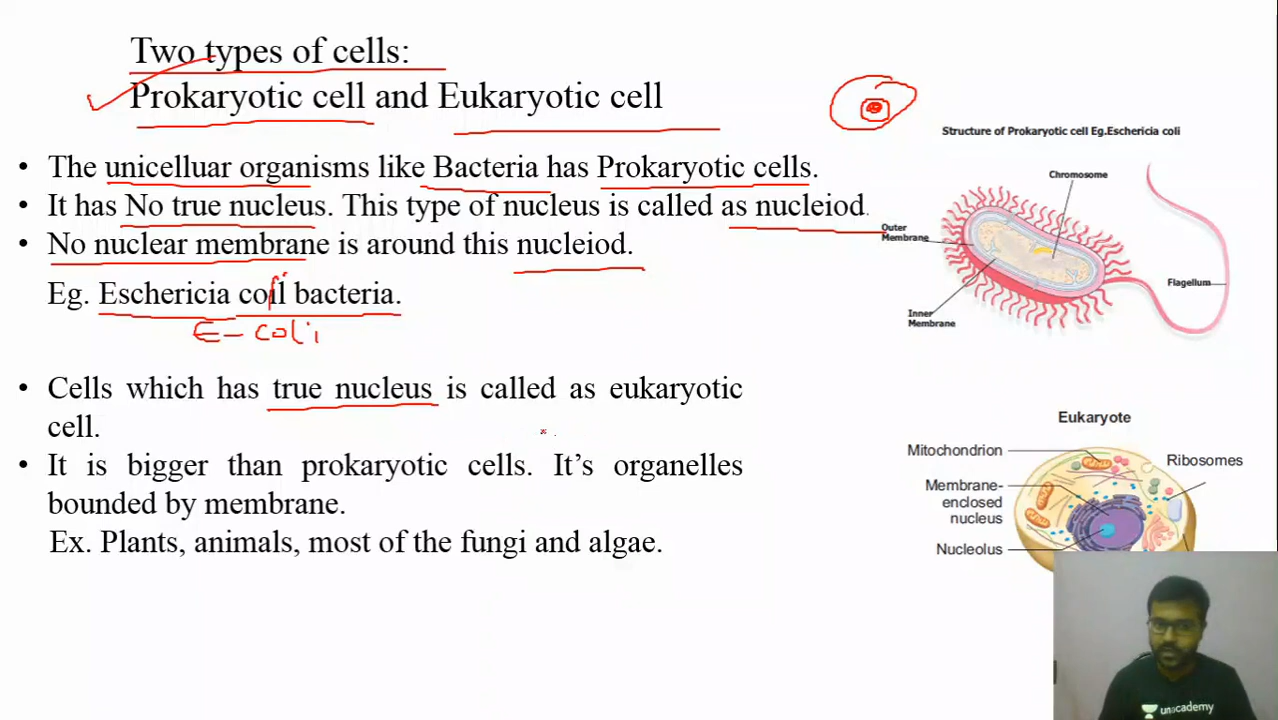 Two types of cells:
Prokaryotic cell and Eukaryotic cell
• The unicelluar organisms like Bacteria has Prokaryotic cells.
• It has No true nucleus. This type of nucleus is called as nucleiod.
• No nuclear membrane is around this nucleiod.
Eg. Eschericia coil bacteria.
E-coli
• Cells which has true nucleus is called as eukaryotic
cell.
• It is bigger than prokaryotic cells. It's organelles
bounded by membrane.
Ex. Plants, animals, most of the fungi and algae.
Structure of Prokaryotic cell Eg.Eschericia coli
Chromosome
Outer
Membrane
Flagellum
Inner
Membrane
Eukaryote
Mitochondrion
Ribosomes
Membrane-
enclosed
nucleus
Nucleolus
unacademy